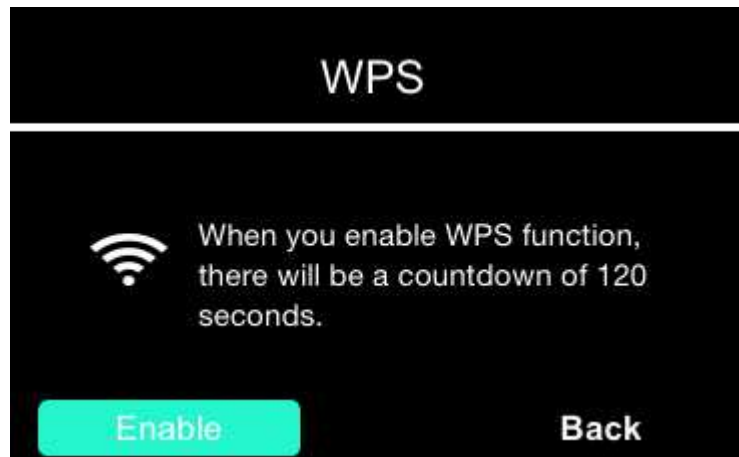 WPS
When you enable WPS function,
there will be a countdown of 120
seconds.
Enable
Back